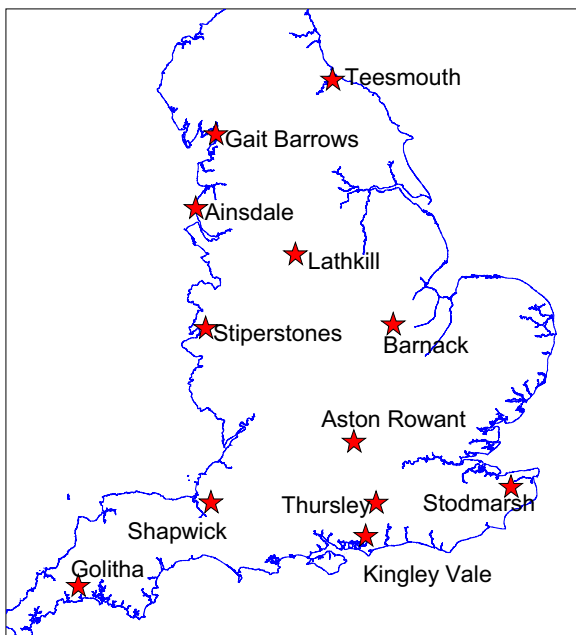 Teesmouth
Gait Barrows
Ainsdale
Lathkill
Stiperstones
Barnack
Aston Rowant
Thursley
Stodmarsh
Shapwick
Kingley Vale
Golitha